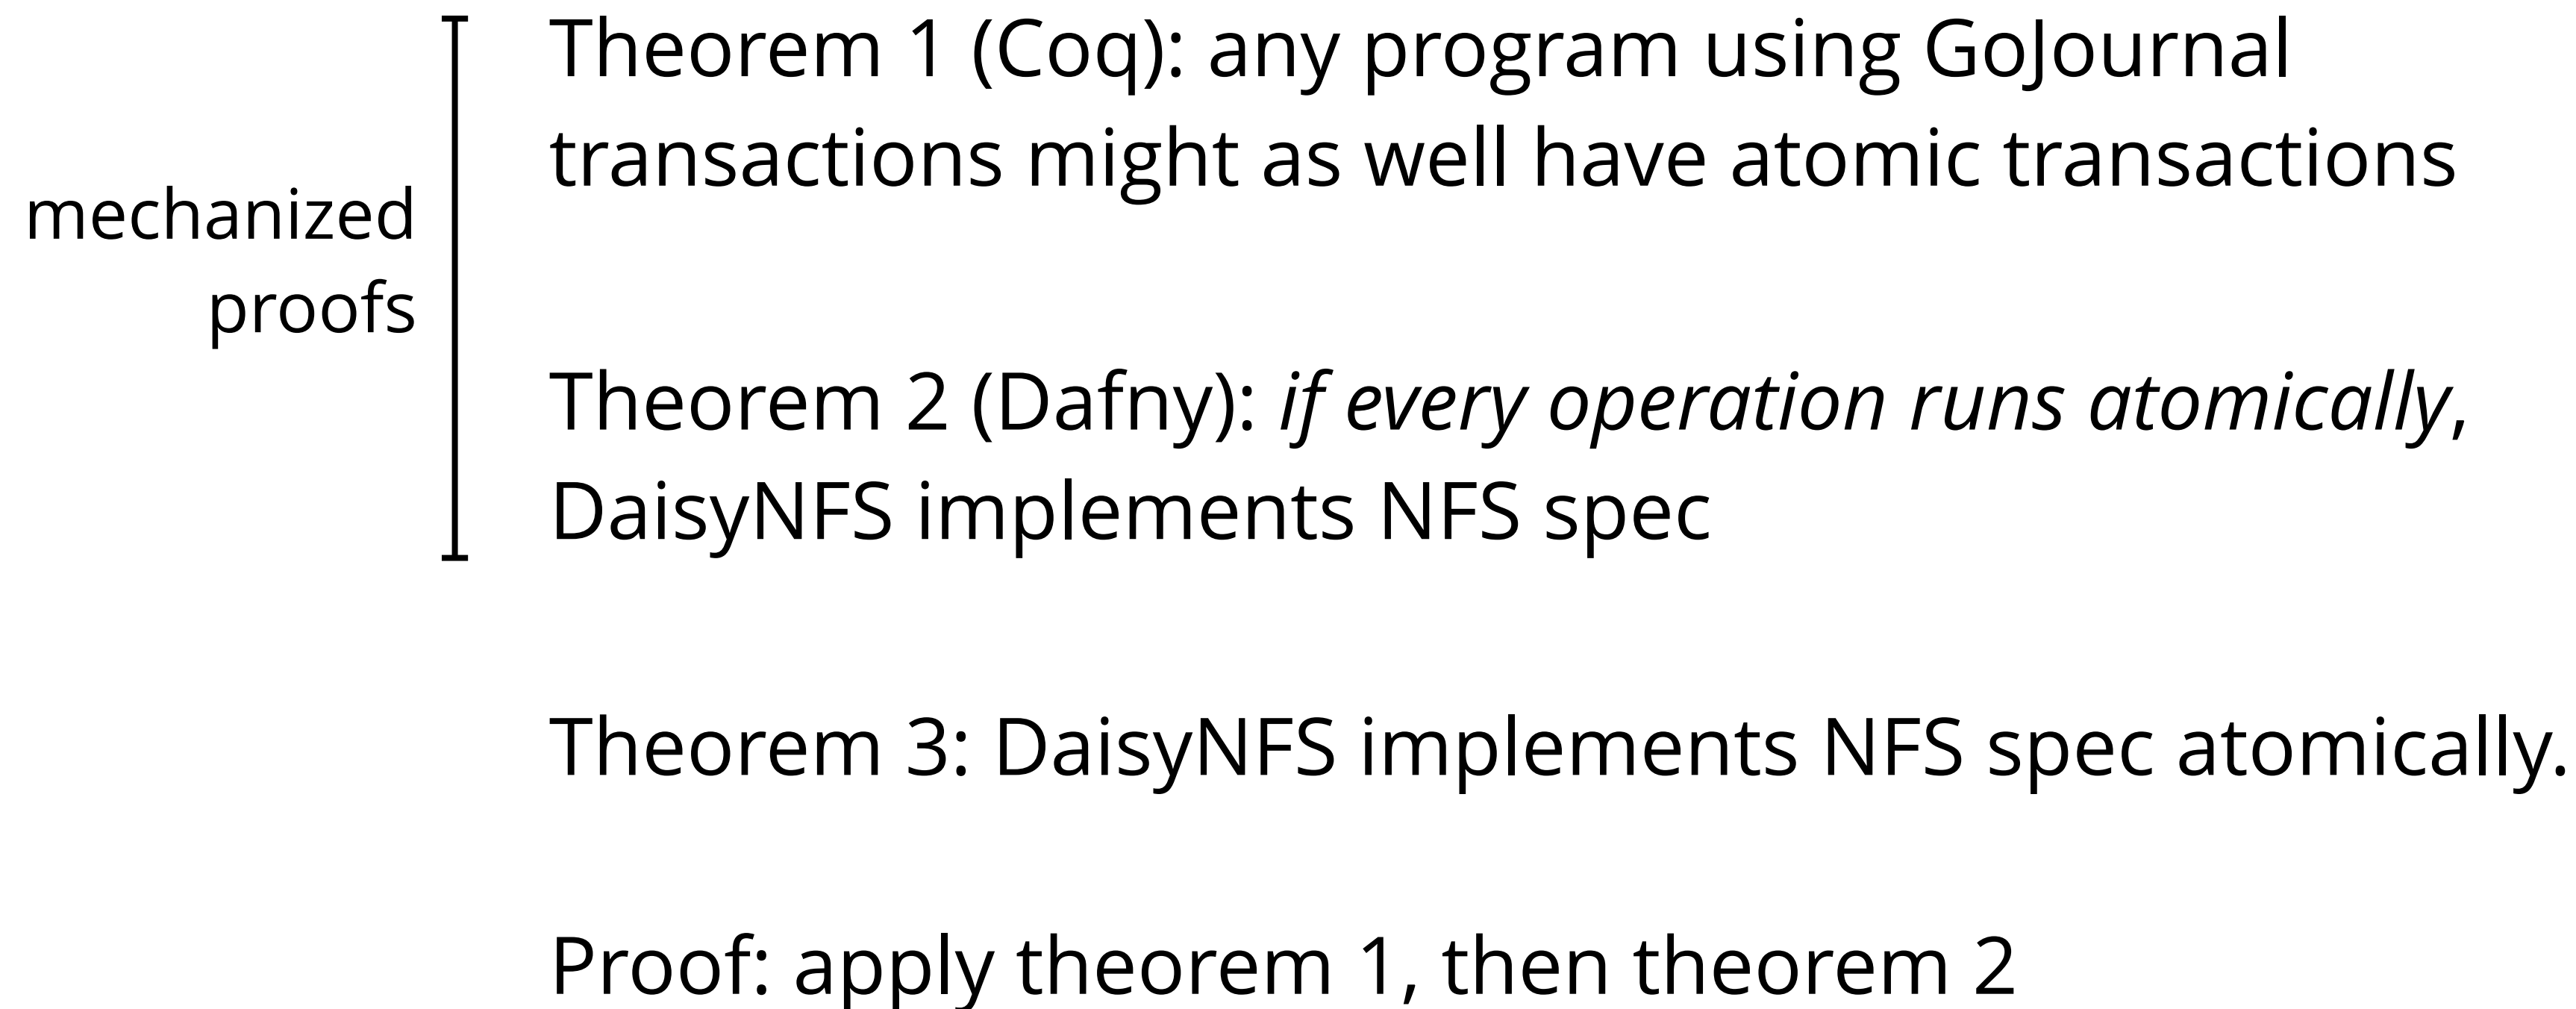 Theorem 1 (Coq): any program using GoJournal
transactions might as well have atomic transactions
mechanized
proofs
Theorem 2 (Dafny): if every operation runs atomically,
DaisyNFS implements NFS spec
Theorem 3: DaisyNFS implements NFS spec atomically.
Proof: apply theorem 1, then theorem 2